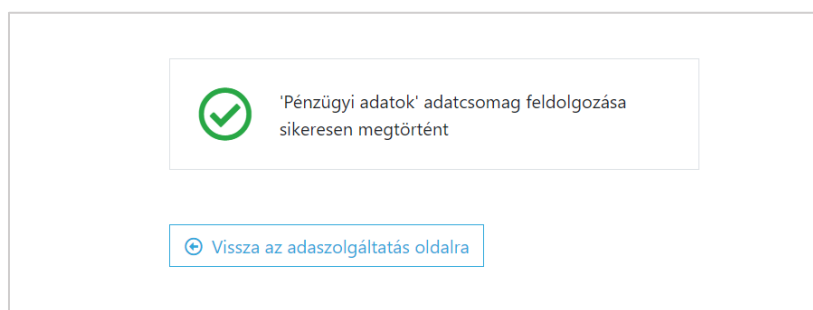 'Pénzügyi adatok' adatcsomag feldolgozása
sikeresen megtörtént
Vissza az adaszolgáltatás oldalra